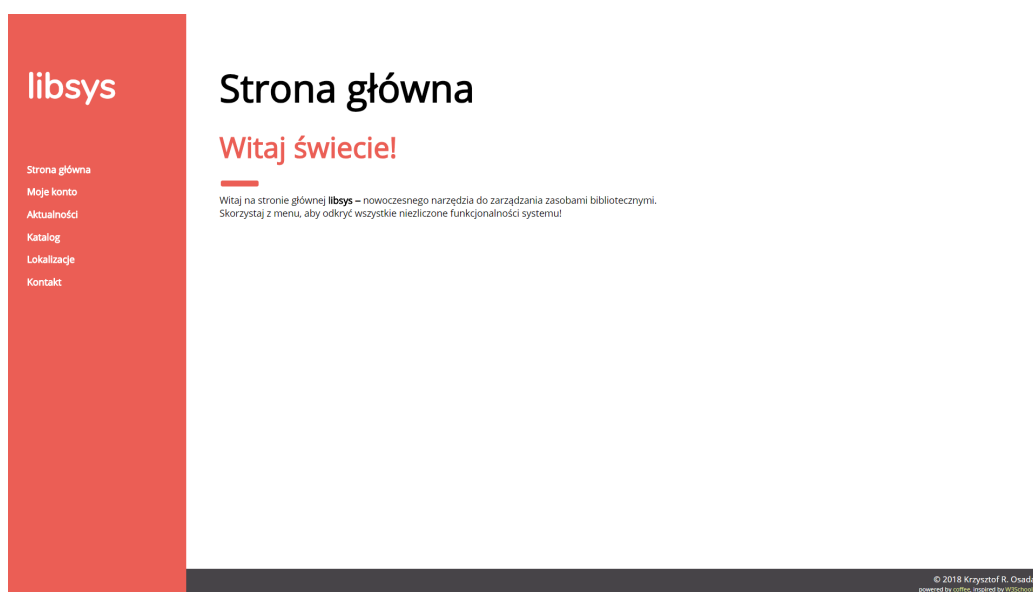 libsys
Strona główna
Moje konto
Aktualności
Katalog
Lokalizacje
Kontakt
Strona główna
Witaj świecie!
Witaj na stronie głównej libsys – nowoczesnego narzędzia do zarządzania zasobami bibliotecznymi.
Skorzystaj z menu, aby odkryć wszystkie niezliczone funkcjonalności systemu!
© 2018 Krzysztof R. Osada
powered by coffee, inspired by W3School